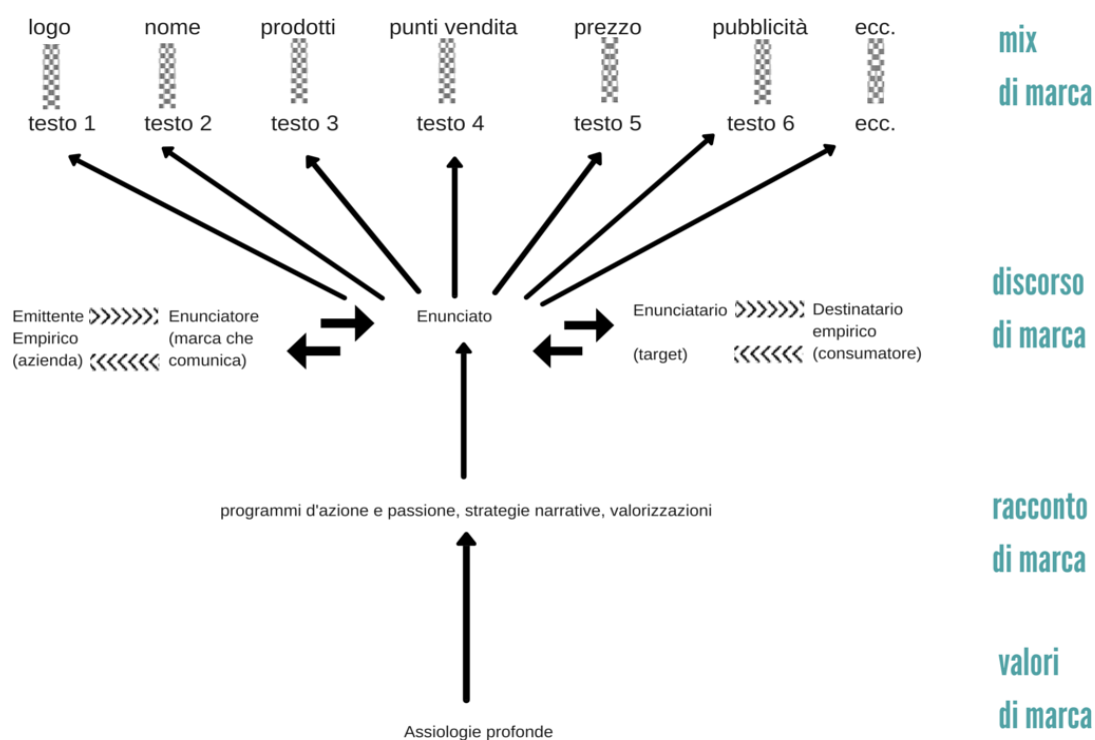 logo nome prodotti punti vendita prezzo pubblicità ecc.
mix
di marca
testo 1 testo 2 testo 3 testo 4 testo 5 testo 6 ecc.
discorso
di marca
Emittente
Empirico
(azienda)
Enunciatore
(marca che
comunica)
Enunciato
Enunciatario
(target)
Destinatario
empirico
(consumatore)
racconto
di marca
programmi d'azione e passione, strategie narrative, valorizzazioni
valori
di marca
Assiologie profonde